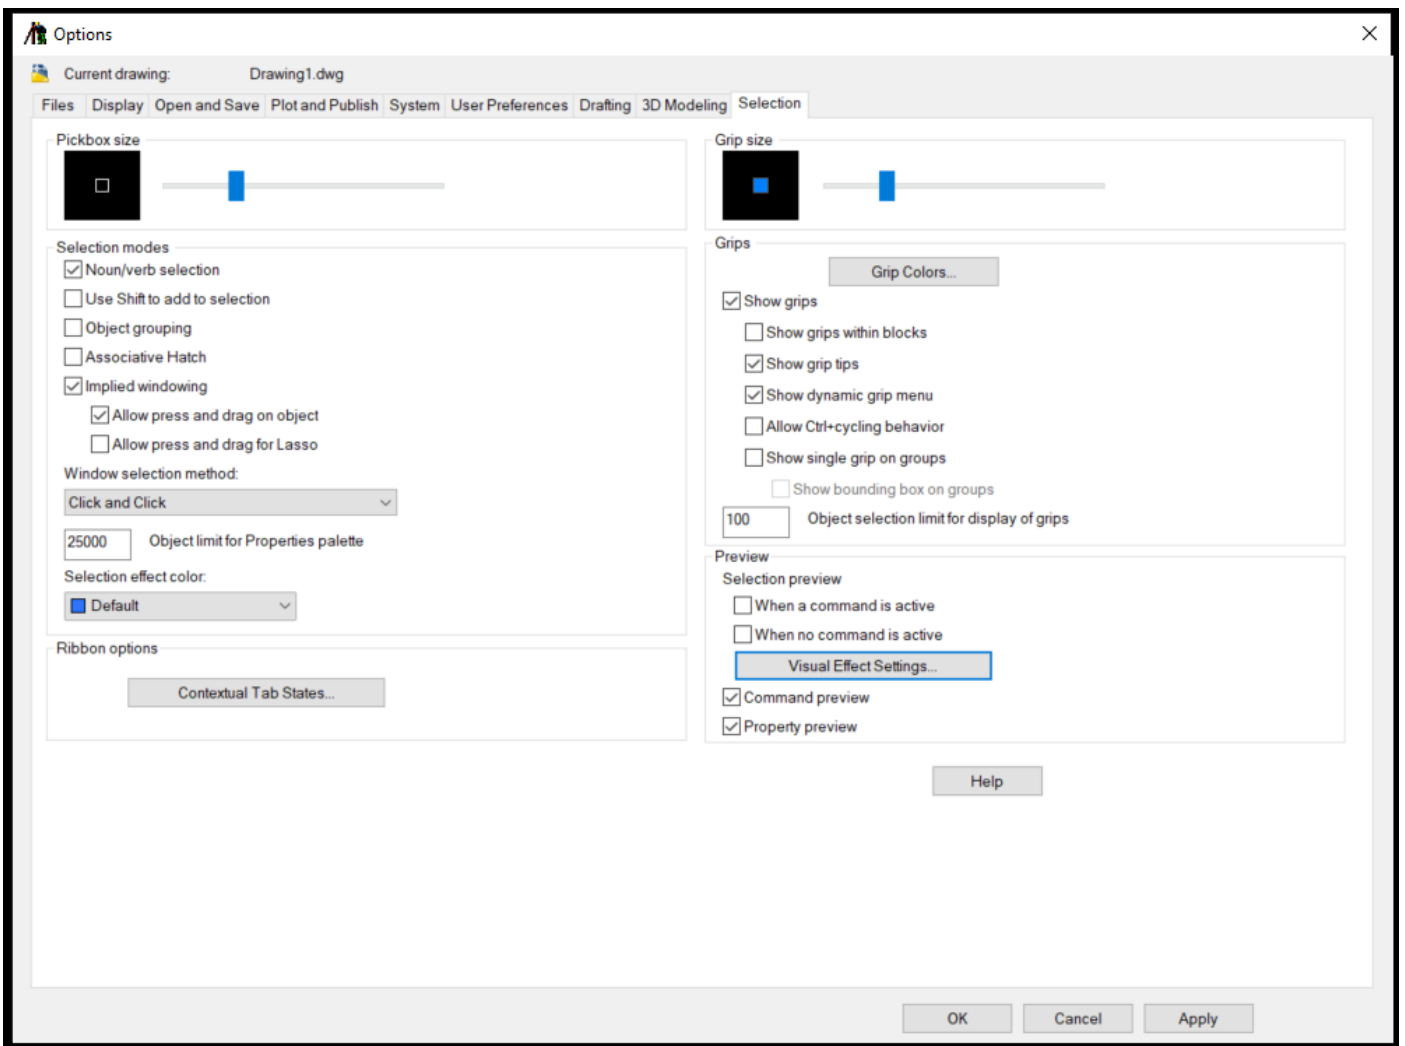 Options
Current drawing: Drawing1.dwg
Files Display Open and Save Plot and Publish System User Preferences Drafting 3D Modeling Selection
Pickbox size
Selection modes
Noun/verb selection
Use Shift to add to selection
Object grouping
Associative Hatch
Implied windowing
Allow press and drag on object
Allow press and drag for Lasso
Window selection method:
Click and Click
25000 Object limit for Properties palette
Selection effect color:
Default
Ribbon options
Contextual Tab States...
Grip size
Grips
Grip Colors...
Show grips
Show grips within blocks
Show grip tips
Show dynamic grip menu
Allow Ctrl+cycling behavior
Show single grip on groups
Show bounding box on groups
100 Object selection limit for display of grips
Preview
Selection preview
When a command is active
When no command is active
Visual Effect Settings...
Command preview
Property preview
Help
OK Cancel Apply